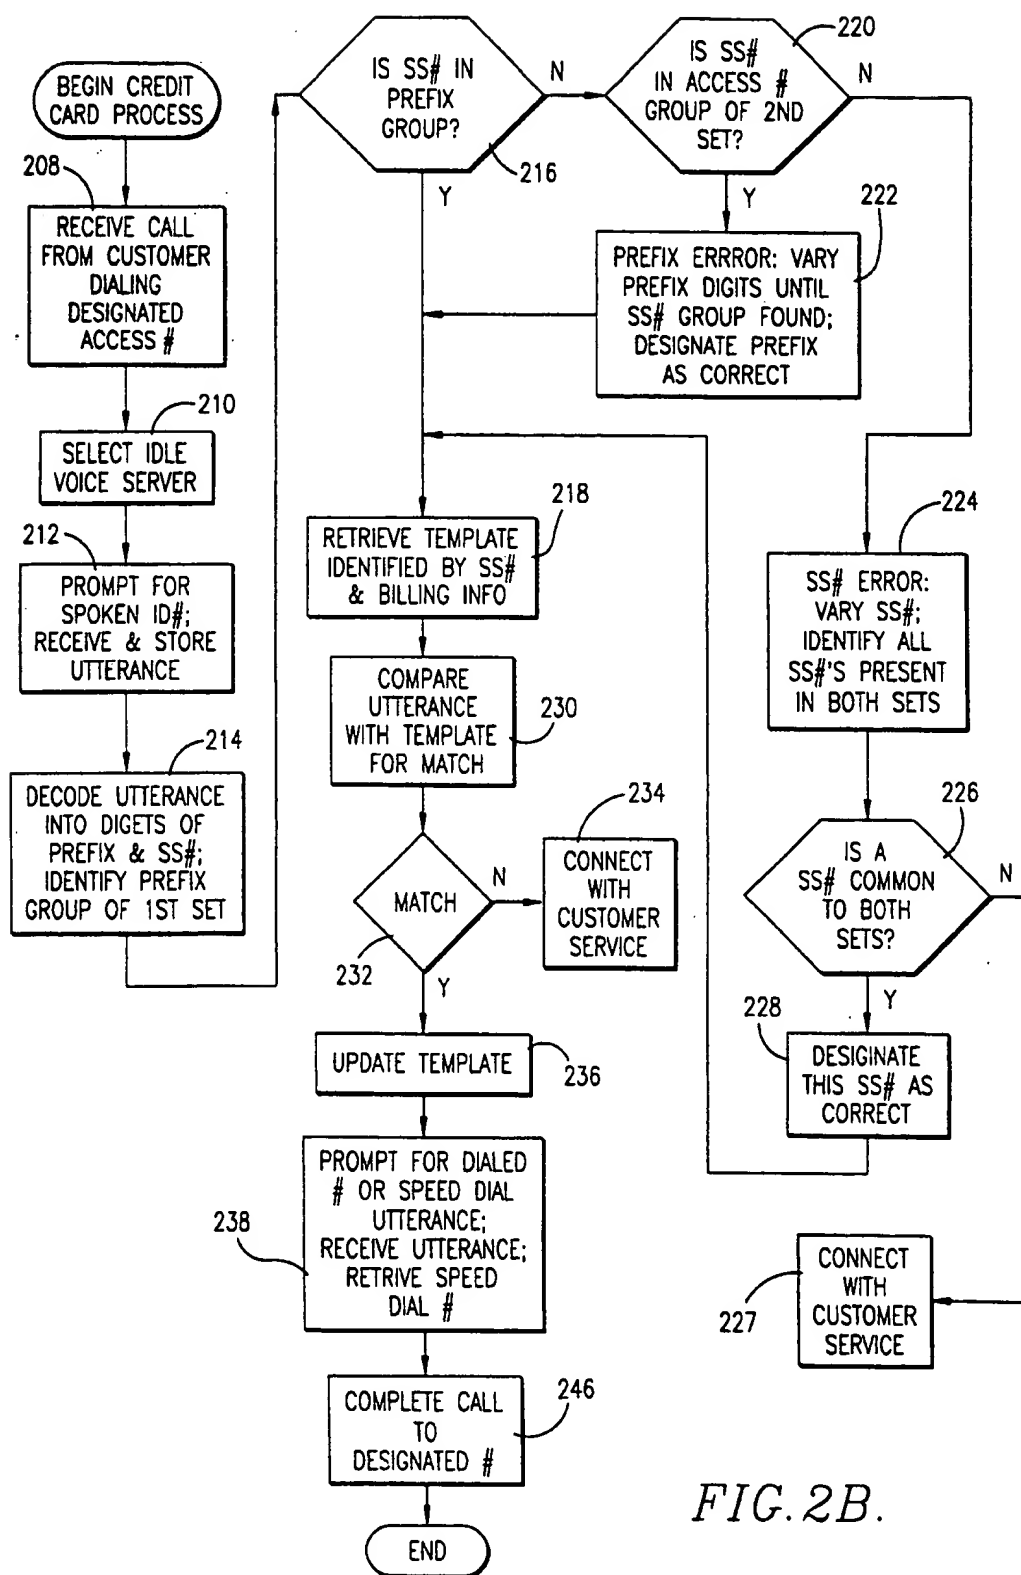 BEGIN CREDIT
CARD PROCESS
208
RECEIVE CALL
FROM CUSTOMER
DIALING
DESIGNATED
ACCESS #
210
SELECT IDLE
VOICE SERVER
212
PROMPT FOR
SPOKEN ID#;
RECEIVE & STORE
UTTERANCE
214
DECODE UTTERANCE
INTO DIGETS OF
PREFIX & SS#;
IDENTIFY PREFIX
GROUP OF 1ST SET
IS SS# IN
PREFIX
GROUP?
216
N
Y
220
IS SS#
IN ACCESS #
GROUP OF 2ND
SET?
N
Y
222
PREFIX ERRROR: VARY
PREFIX DIGITS UNTIL
SS# GROUP FOUND;
DESIGNATE PREFIX
AS CORRECT
218
RETRIEVE TEMPLATE
IDENTIFIED BY SS#
& BILLING INFO
COMPARE
UTTERANCE
WITH TEMPLATE
FOR MATCH
230
MATCH
232
N
Y
234
CONNECT
WITH
CUSTOMER
SERVICE
UPDATE TEMPLATE
236
PROMPT FOR DIALED
# OR SPEED DIAL
UTTERANCE;
RECEIVE UTTERANCE;
RETRIVE SPEED
DIAL #
238
COMPLETE CALL
TO
DESIGNATED #
246
END
224
SS# ERROR:
VARY SS#;
IDENTIFY ALL
SS#'S PRESENT
IN BOTH SETS
226
IS A
SS# COMMON
TO BOTH
SETS?
N
Y
228
DESIGINATE
THIS SS# AS
CORRECT
CONNECT
WITH
CUSTOMER
SERVICE
227
FIG.2B.